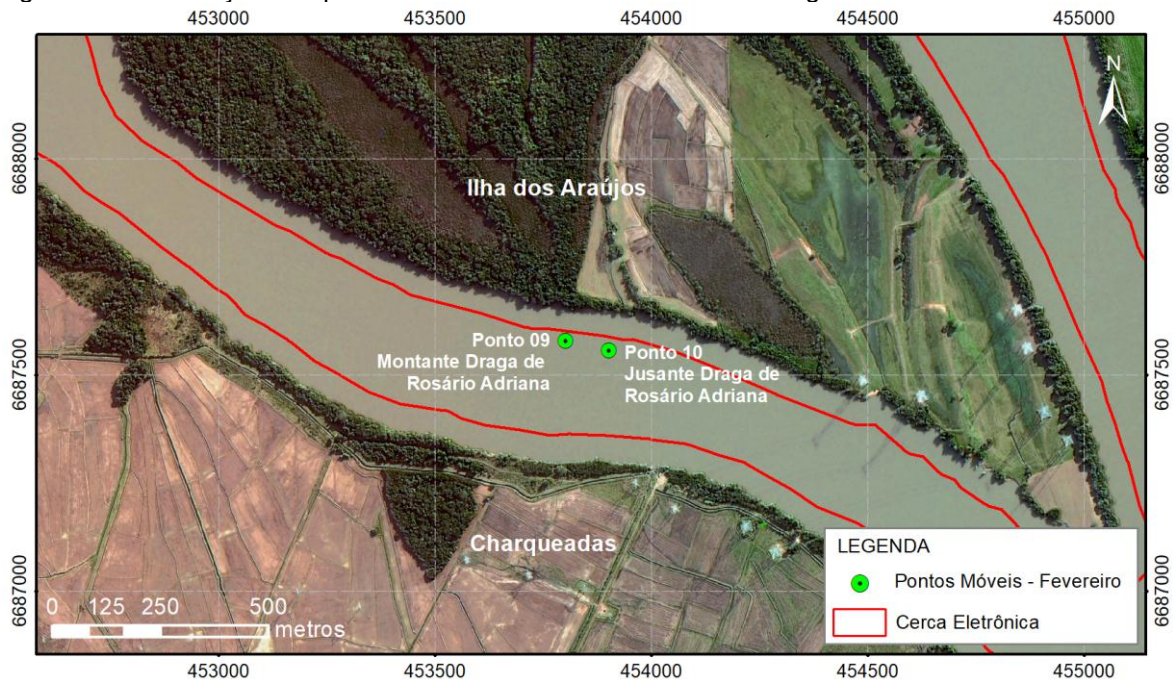 453000 453500 454000 454500 455000
N
6688000 6688000
Ilha dos Araújos
Ponto 09
Montante Draga de
Rosário Adriana
Ponto 10
Jusante Draga de
Rosário Adriana
6687500 6687500
Charqueadas
LEGENDA
Pontos Móveis - Fevereiro
Cerca Eletrônica
6687000 6687000
0 125 250 500
metros
453000 453500 454000 454500 455000